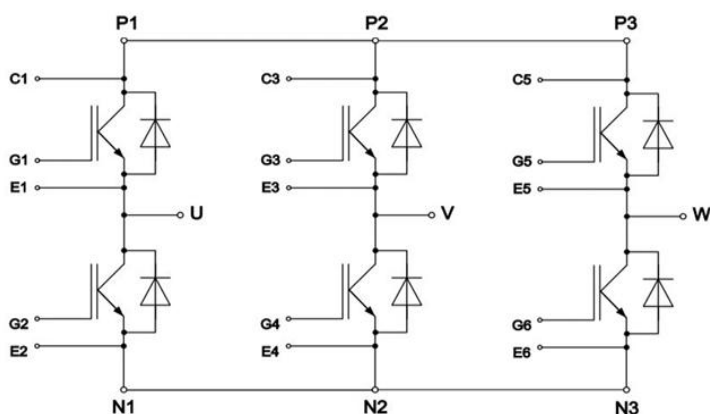 P1 P2 P3
C1 C3 C5
G1 G3 G5
E1 E3 E5
U V W
G2 G4 G6
E2 E4 E6
N1 N2 N3